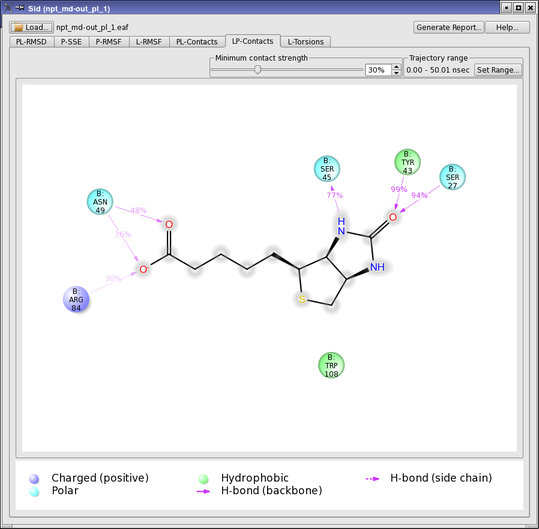 Sid (npt_md-out_pl_1)
Load... npt_md-out_pl_1.eaf Generate Report... Help...
PL-RMSD P-SSE P-RMSF L-RMSF PL-Contacts LP-Contacts L-Torsions
Minimum contact strength Trajectory range
30% 0.00 - 50.01 nsec Set Range...
B:
SER
45
B:
TYR
43
B:
SER
27
B:
ASN
49
77%
99%
94%
48%
36%
30%
O
O
O
H
N
NH
S
B:
ARG
84
B:
TRP
108
Charged (positive) Hydrophobic H-bond (side chain)
Polar H-bond (backbone)